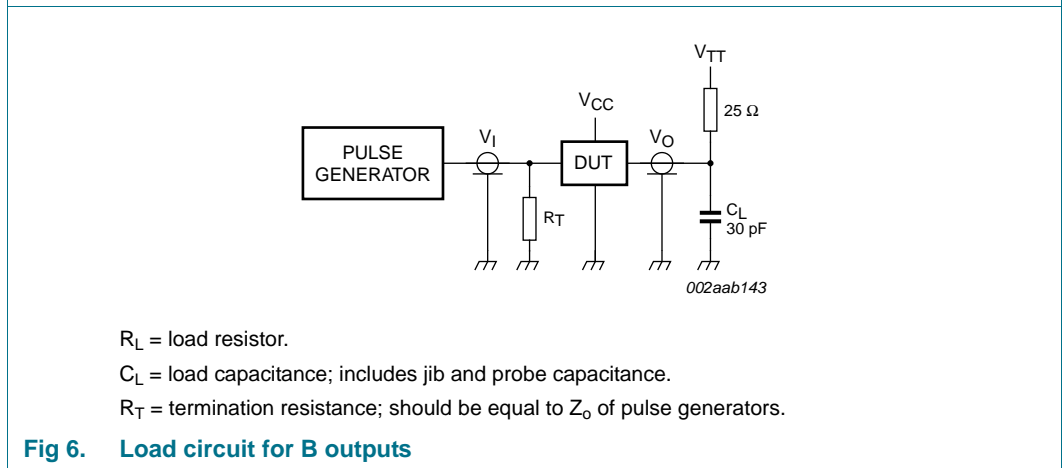 VTT
25 Ω
VCC
VI
VO
PULSE
GENERATOR
DUT
RT
CL
30 pF
002aab143
RL = load resistor.
CL = load capacitance; includes jib and probe capacitance.
RT = termination resistance; should be equal to Zo of pulse generators.
Fig 6. Load circuit for B outputs